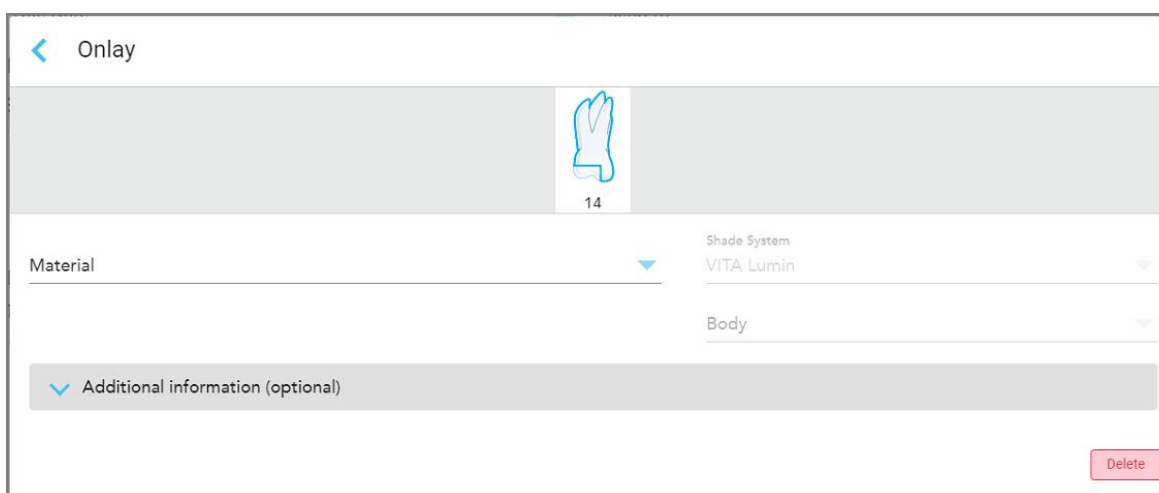 Onlay
14
Material
Shade System
VITA Lumin
Body
Additional information (optional)
Delete